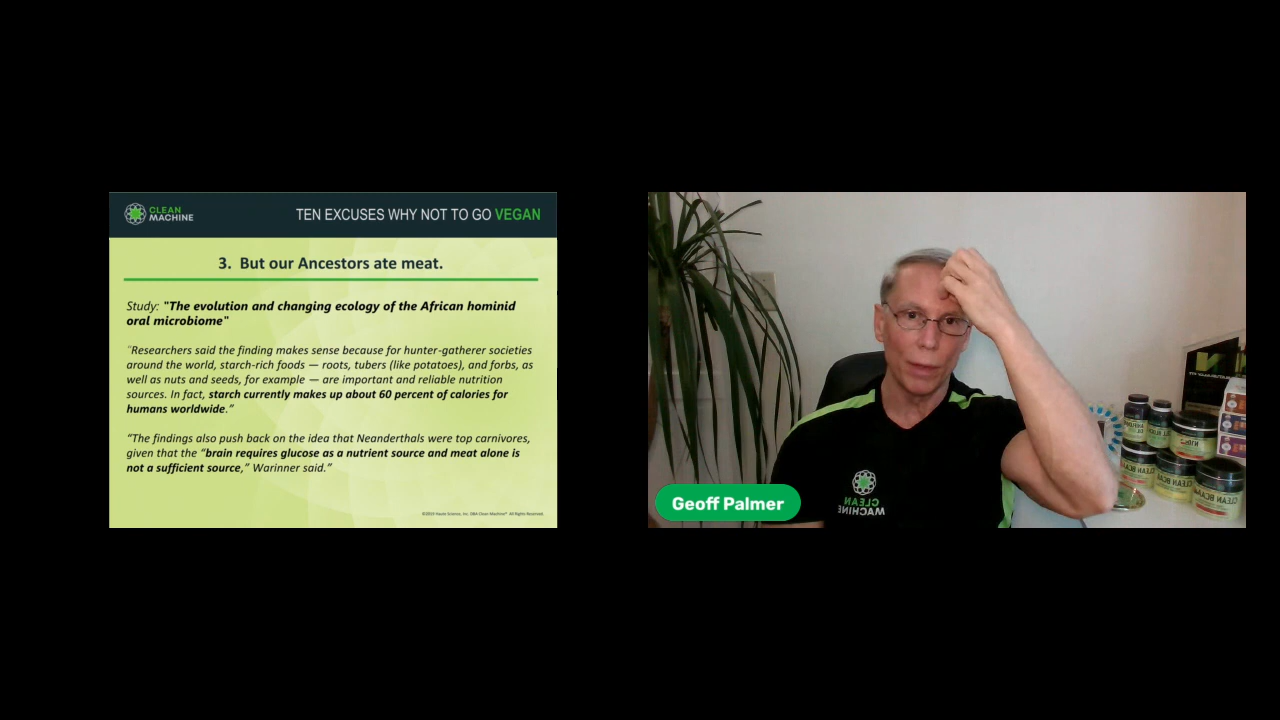 CLEAN
MACHINE
TEN EXCUSES WHY NOT TO GO VEGAN
3. But our Ancestors ate meat.
Study: "The evolution and changing ecology of the African hominid
oral microbiome"
"Researchers said the finding makes sense because for hunter-gatherer societies
around the world, starch-rich foods — roots, tubers (like potatoes), and forbs, as
well as nuts and seeds, for example — are important and reliable nutrition
sources. In fact, starch currently makes up about 60 percent of calories for
humans worldwide."
"The findings also push back on the idea that Neanderthals were top carnivores,
given that the "brain requires glucose as a nutrient source and meat alone is
not a sufficient source," Warinner said."
All Rights Reserved.
Geoff Palmer
CLEAN
MACHINE
CLEAN BCAA
CLEAN BCAA